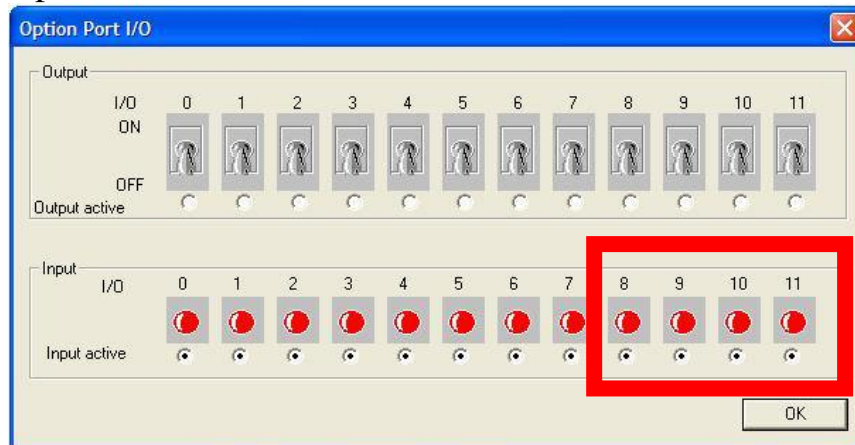 Option Port I/O
Output
I/O 0 1 2 3 4 5 6 7 8 9 10 11
ON
OFF
Output active
Input
I/O 0 1 2 3 4 5 6 7 8 9 10 11
Input active
OK